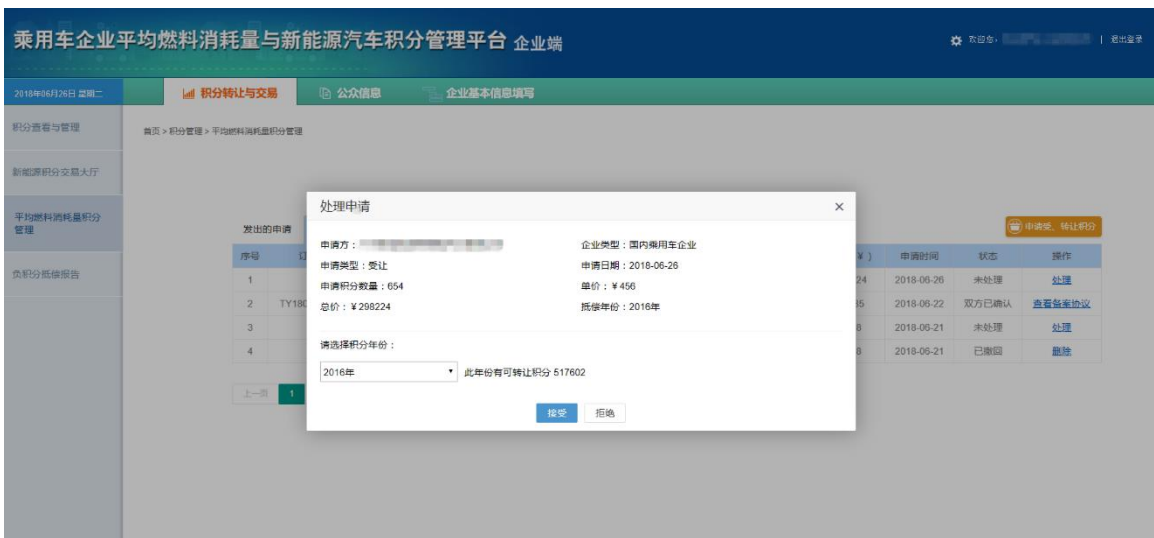 乘用车企业平均燃料消耗量与新能源汽车积分管理平台 企业端
欢迎您， | 退出登录
2018年06月26日 星期二 积分转让与交易 公众信息 企业基本信息填写
积分查看与管理
首页 > 积分管理 > 平均燃料消耗量积分管理
新能源积分交易大厅
平均燃料消耗量积分
管理
负积分抵偿报告
发出的申请
申请受、转让积分
序号 ¥ ) 申请时间 状态 操作
1 24 2018-06-26 未处理 处理
2 TY180 2018-06-22 双方已确认 查看备案协议
3 8 2018-06-21 未处理 处理
4 8 2018-06-21 已撤回 删除
上一页 1
处理申请 ×
申请方： 企业类型：国内乘用车企业
申请类型：受让 申请日期：2018-06-26
申请积分数量：654 单价：¥456
总价：¥298224 抵偿年份：2016年
请选择积分年份：
2016年 此年份有可转让积分 517602
接受 拒绝